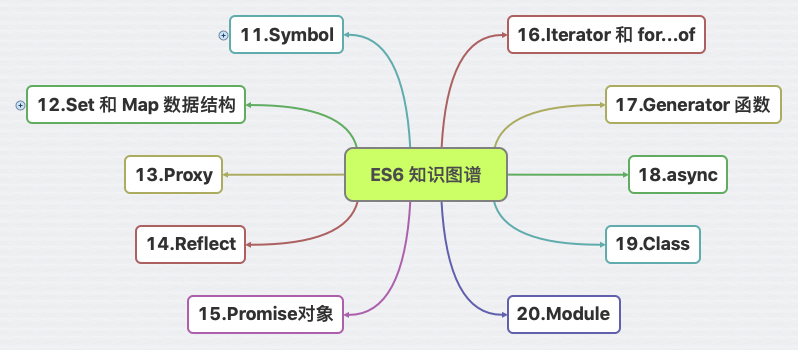 11.Symbol
12.Set 和 Map 数据结构
13.Proxy
14.Reflect
15.Promise对象
ES6 知识图谱
16.Iterator 和 for...of
17.Generator 函数
18.async
19.Class
20.Module